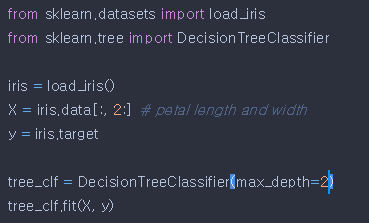 from sklearn.datasets import load_iris
from sklearn.tree import DecisionTreeClassifier
iris = load_iris()
X = iris.data[:, 2:] # petal length and width
y = iris.target
tree_clf = DecisionTreeClassifier(max_depth=2)
tree_clf.fit(X, y)